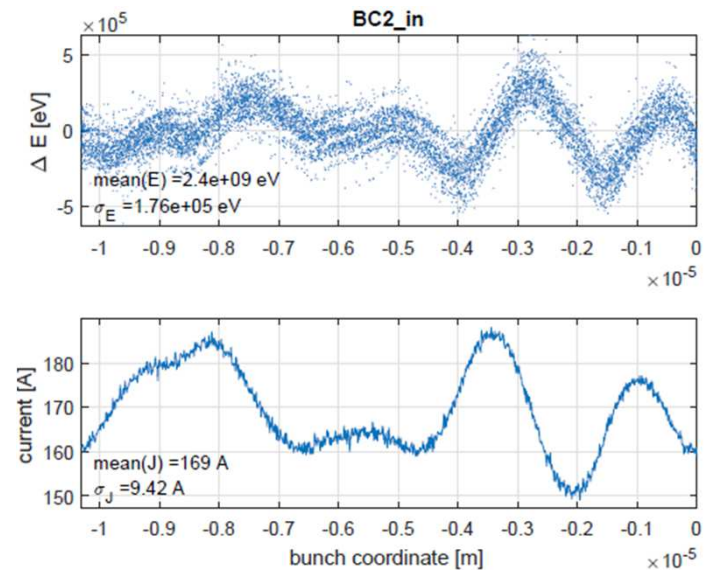 BC2_in
×10^5
5
0
-5
Δ E [eV]
mean(E) =2.4e+09 eV
σ_E =1.76e+05 eV
-1 -0.9 -0.8 -0.7 -0.6 -0.5 -0.4 -0.3 -0.2 -0.1 0
×10^-5
180
170
160
150
current [A]
mean(J) =169 A
σ_J =9.42 A
-1 -0.9 -0.8 -0.7 -0.6 -0.5 -0.4 -0.3 -0.2 -0.1 0
bunch coordinate [m]
×10^-5